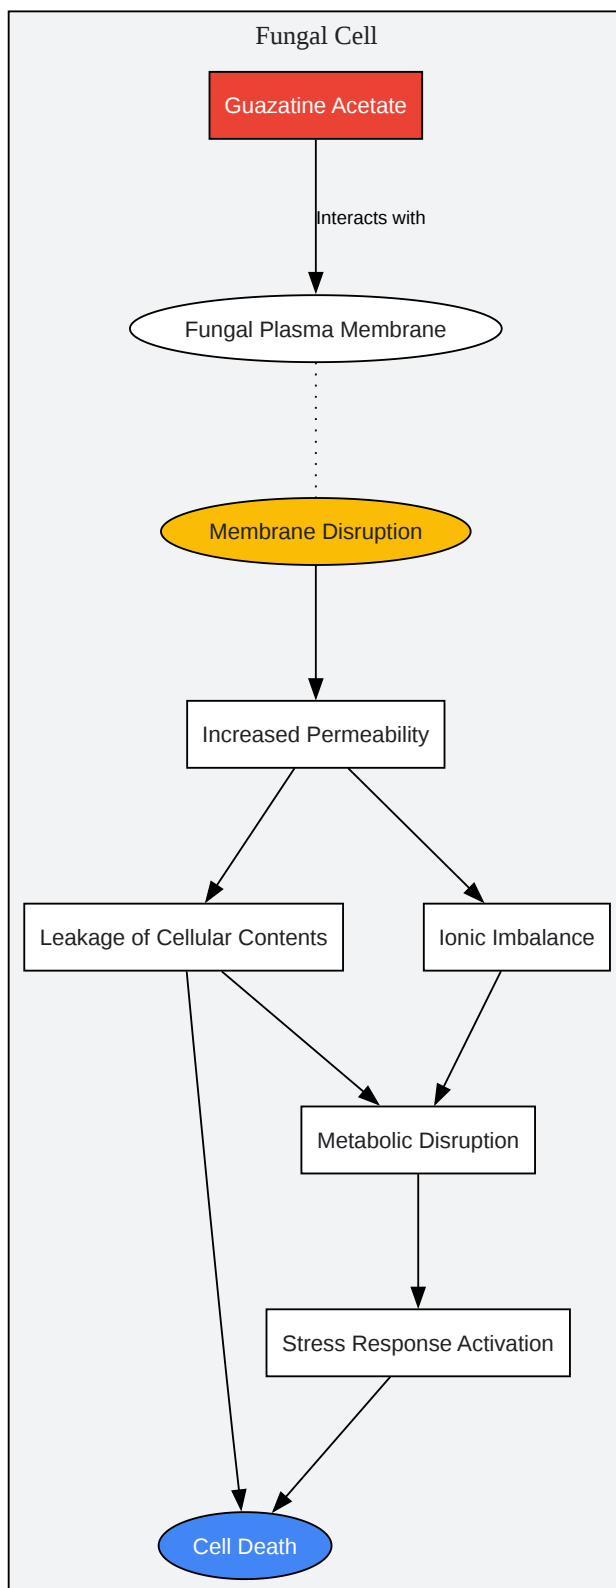 Fungal Cell
Guazatine Acetate
Interacts with
Fungal Plasma Membrane
Membrane Disruption
Increased Permeability
Leakage of Cellular Contents
Ionic Imbalance
Metabolic Disruption
Stress Response Activation
Cell Death